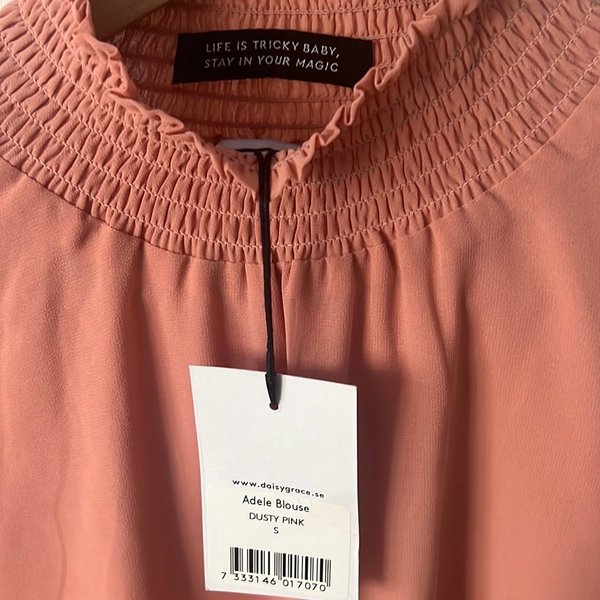 LIFE IS TRICKY BABY,
STAY IN YOUR MAGIC
www.daisygrace.se
Adele Blouse
DUSTY PINK
S
7 333146 017070